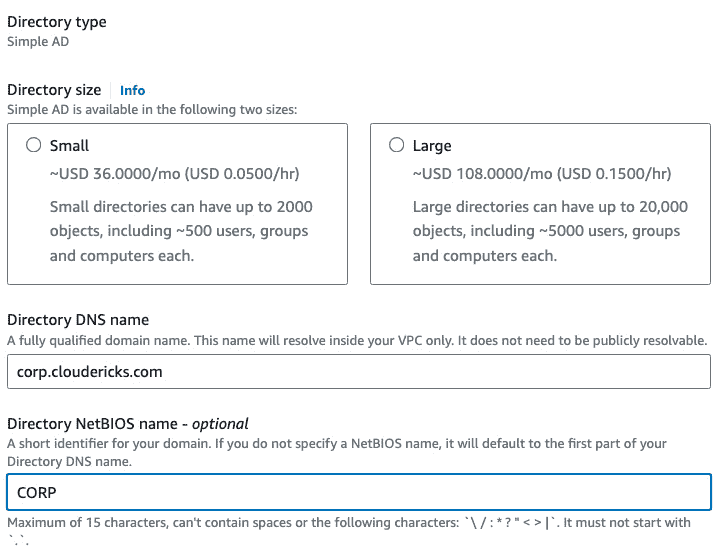 Directory type
Simple AD
Directory size Info
Simple AD is available in the following two sizes:
Small
~USD 36.0000/mo (USD 0.0500/hr)
Small directories can have up to 2000
objects, including ~500 users, groups
and computers each.
Large
~USD 108.0000/mo (USD 0.1500/hr)
Large directories can have up to 20,000
objects, including ~5000 users, groups
and computers each.
Directory DNS name
A fully qualified domain name. This name will resolve inside your VPC only. It does not need to be publicly resolvable.
corp.cloudericks.com
Directory NetBIOS name - optional
A short identifier for your domain. If you do not specify a NetBIOS name, it will default to the first part of your
Directory DNS name.
CORP
Maximum of 15 characters, can't contain spaces or the following characters: `\ / : * ? " < > |`. It must not start with
`.`.